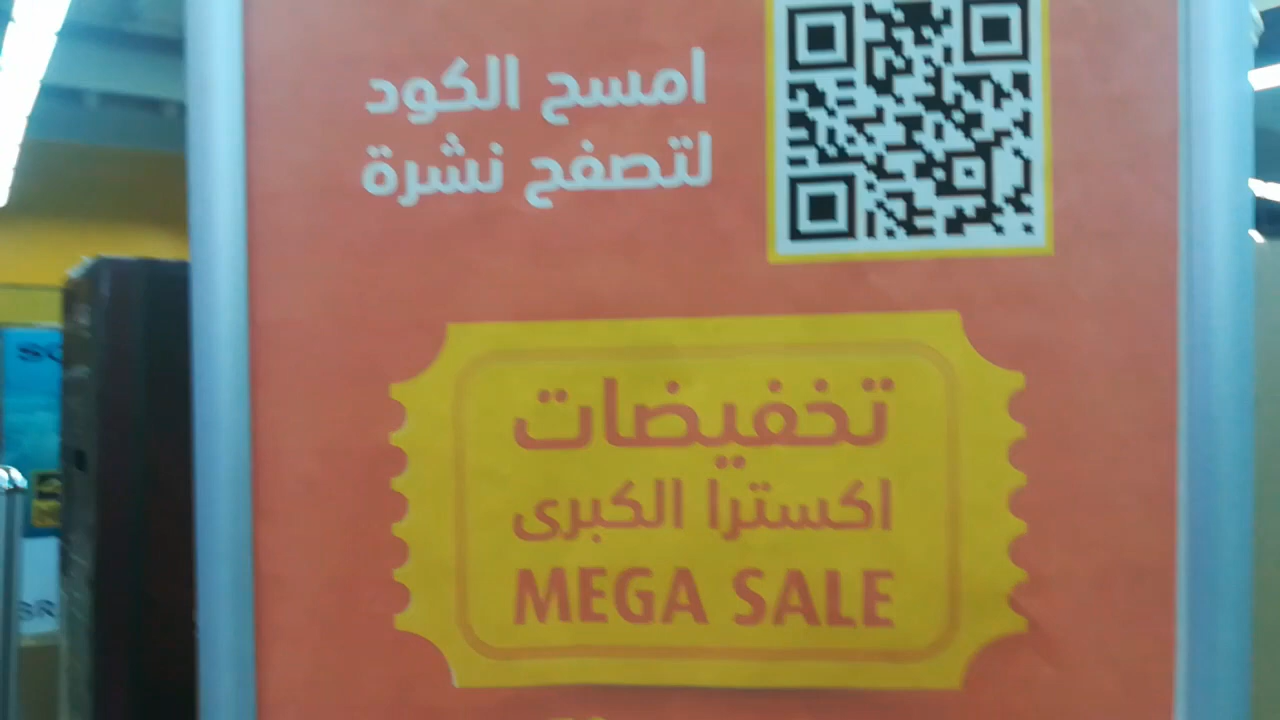 امسح الكود
لتصفح نشرة
تخفيضات
اكسترا الكبرى
MEGA SALE